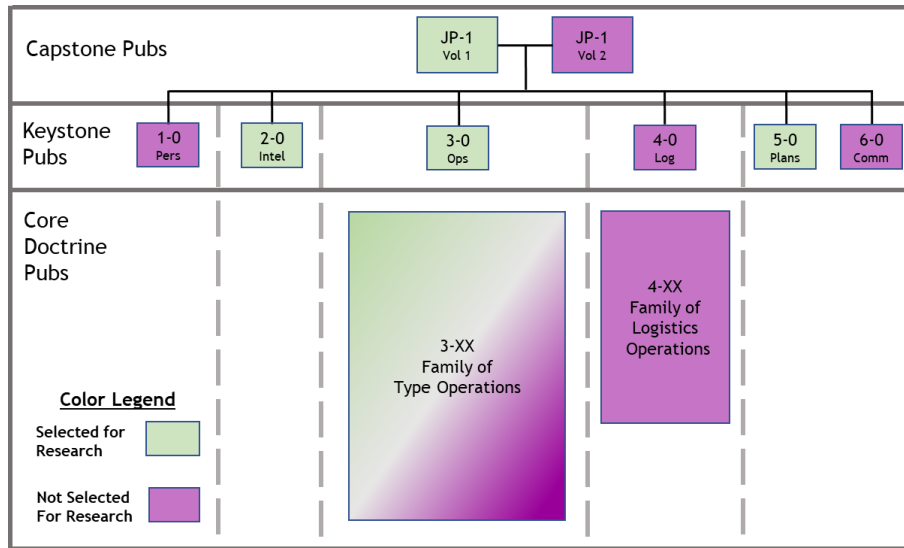 Capstone Pubs
JP-1
Vol 1
JP-1
Vol 2
Keystone
Pubs
1-0
Pers
2-0
Intel
3-0
Ops
4-0
Log
5-0
Plans
6-0
Comm
Core
Doctrine
Pubs
3-XX
Family of
Type Operations
4-XX
Family of
Logistics
Operations
Color Legend
Selected for
Research
Not Selected
For Research